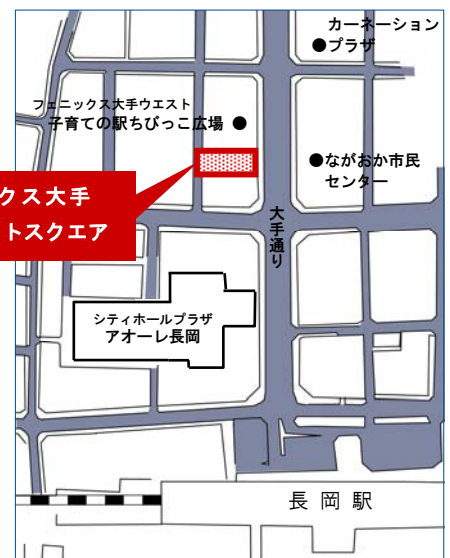 カーネーション
プラザ
フェニックス大手ウエスト
子育ての駅ちびっこ広場
ながおか市民
センター
クス大手
トスクエア
大手通り
シティホールプラザ
アオーレ長岡
長岡駅